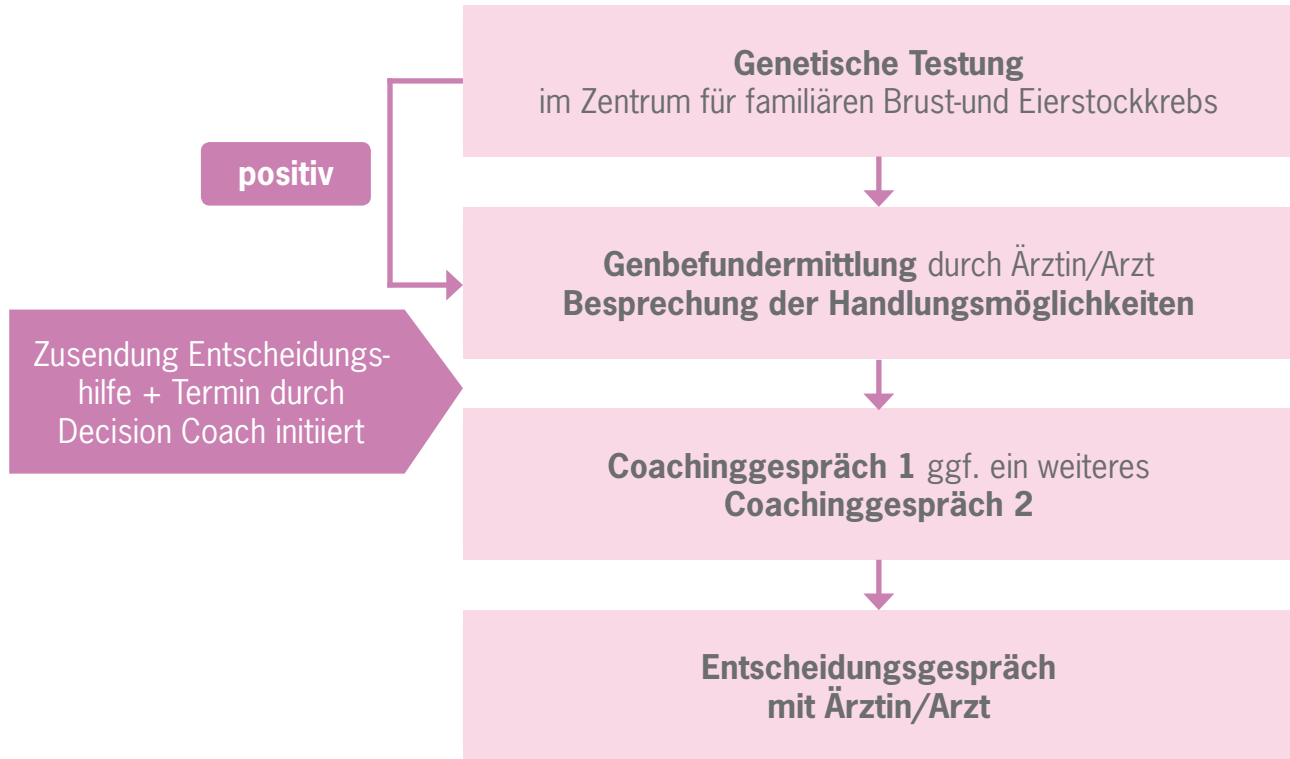 Genetische Testung
im Zentrum für familiären Brust-und Eierstockkrebs
positiv
Genbefundermittlung durch Ärztin/Arzt
Besprechung der Handlungsmöglichkeiten
Zusendung Entscheidungs-
hilfe + Termin durch
Decision Coach initiiert
Coachinggespräch 1 ggf. ein weiteres
Coachinggespräch 2
Entscheidungsgespräch
mit Ärztin/Arzt